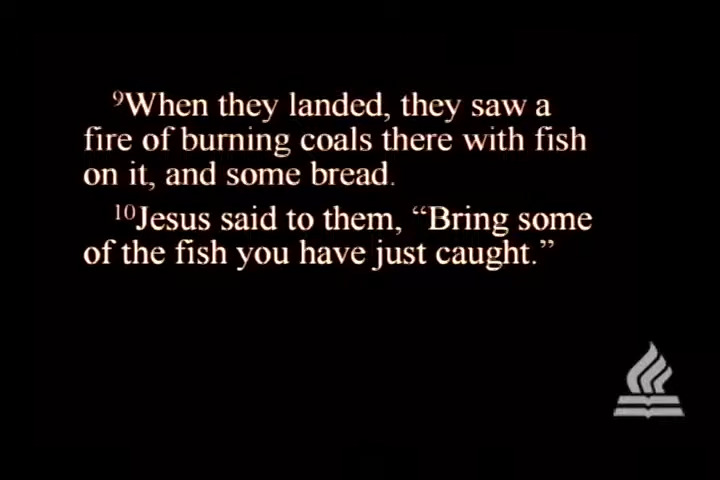 ⁹When they landed, they saw a
fire of burning coals there with fish
on it, and some bread.
¹⁰Jesus said to them, “Bring some
of the fish you have just caught.”